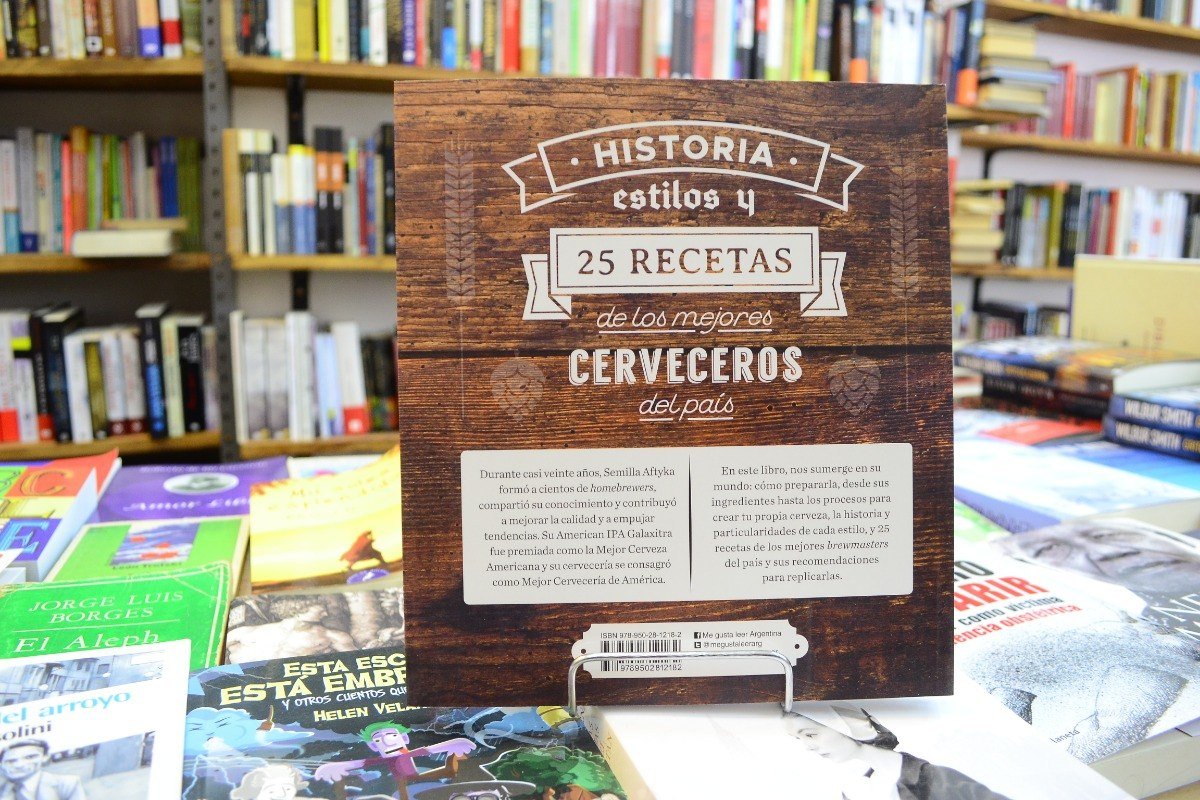 · HISTORIA ·
estilos y
25 RECETAS
de los mejores
CERVECEROS
del país
Durante casi veinte años, Semilla Aftyka
formó a cientos de homebrewers,
compartió su conocimiento y contribuyó
a mejorar la calidad y a empujar
tendencias. Su American IPA Galaxitra
fue premiada como la Mejor Cerveza
Americana y su cervecería se consagró
como Mejor Cervecería de América.
En este libro, nos sumerge en su
mundo: cómo prepararla, desde sus
ingredientes hasta los procesos para
crear tu propia cerveza, la historia y
particularidades de cada estilo, y 25
recetas de los mejores brewmasters
del país y sus recomendaciones
para replicarlas.
ISBN 978-950-28-1218-2
9789502812182
Me gusta leer Argentina
@megustaleerarg
JORGE LUIS
BORGES
El Aleph
arroyo
ESTA
ESTÁ
Y OTROS CUENTOS
HELEN
WILBUR SMITH
WILBUR SMITH
como víctima
obstétrica